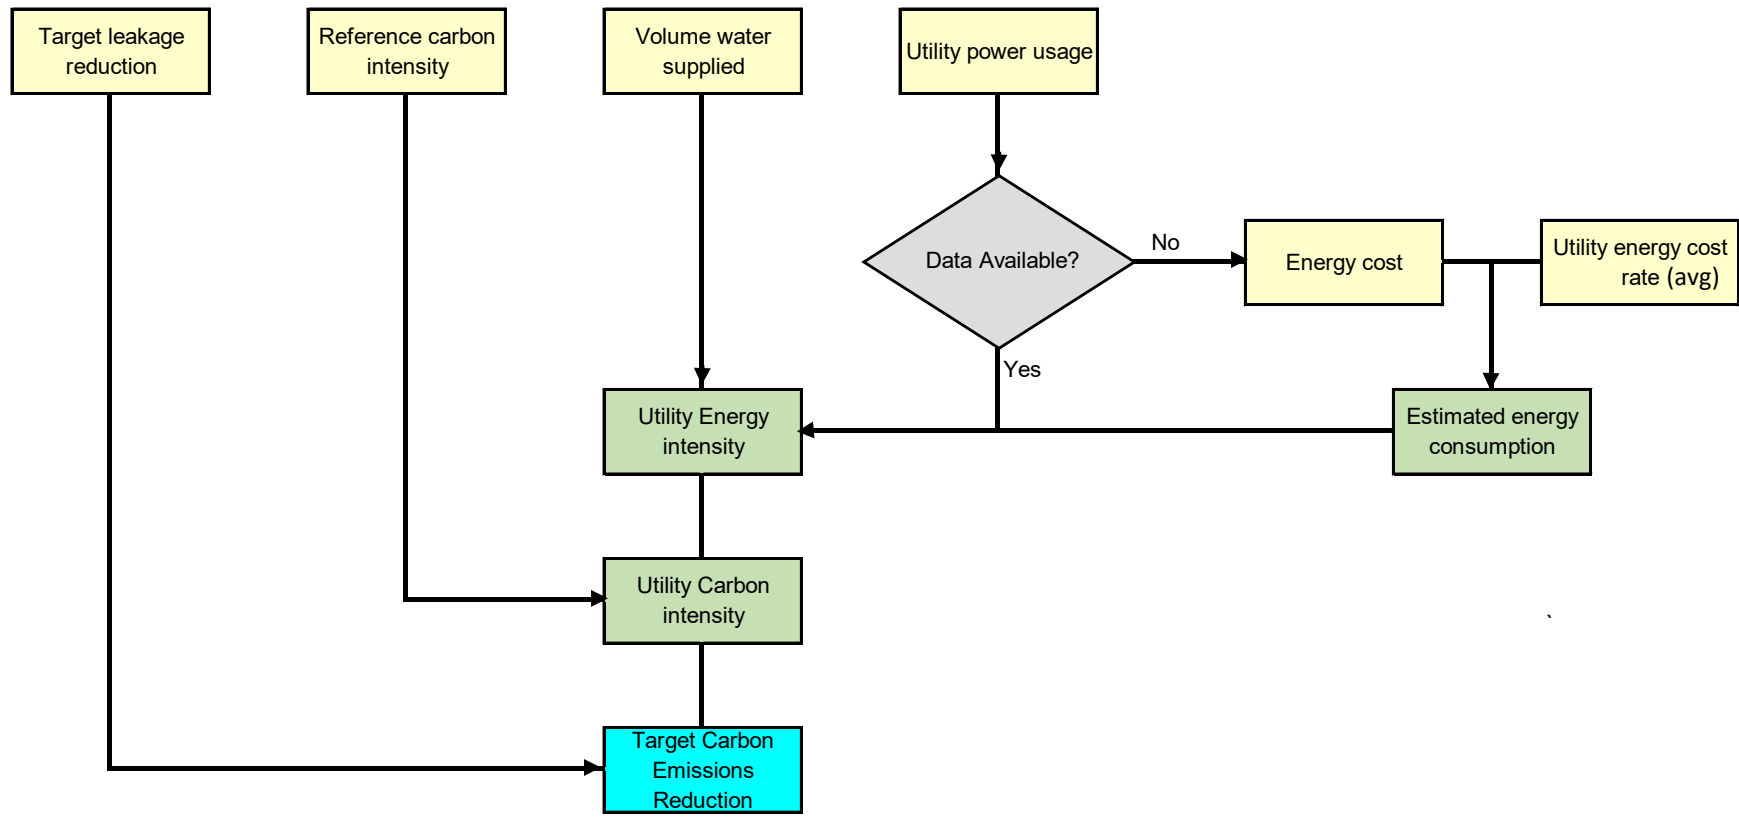 Target leakage
reduction
Reference carbon
intensity
Volume water
supplied
Utility power usage
Data Available?
No
Energy cost
Utility energy cost
rate (avg)
Yes
Utility Energy
intensity
Estimated energy
consumption
Utility Carbon
intensity
`
Target Carbon
Emissions
Reduction